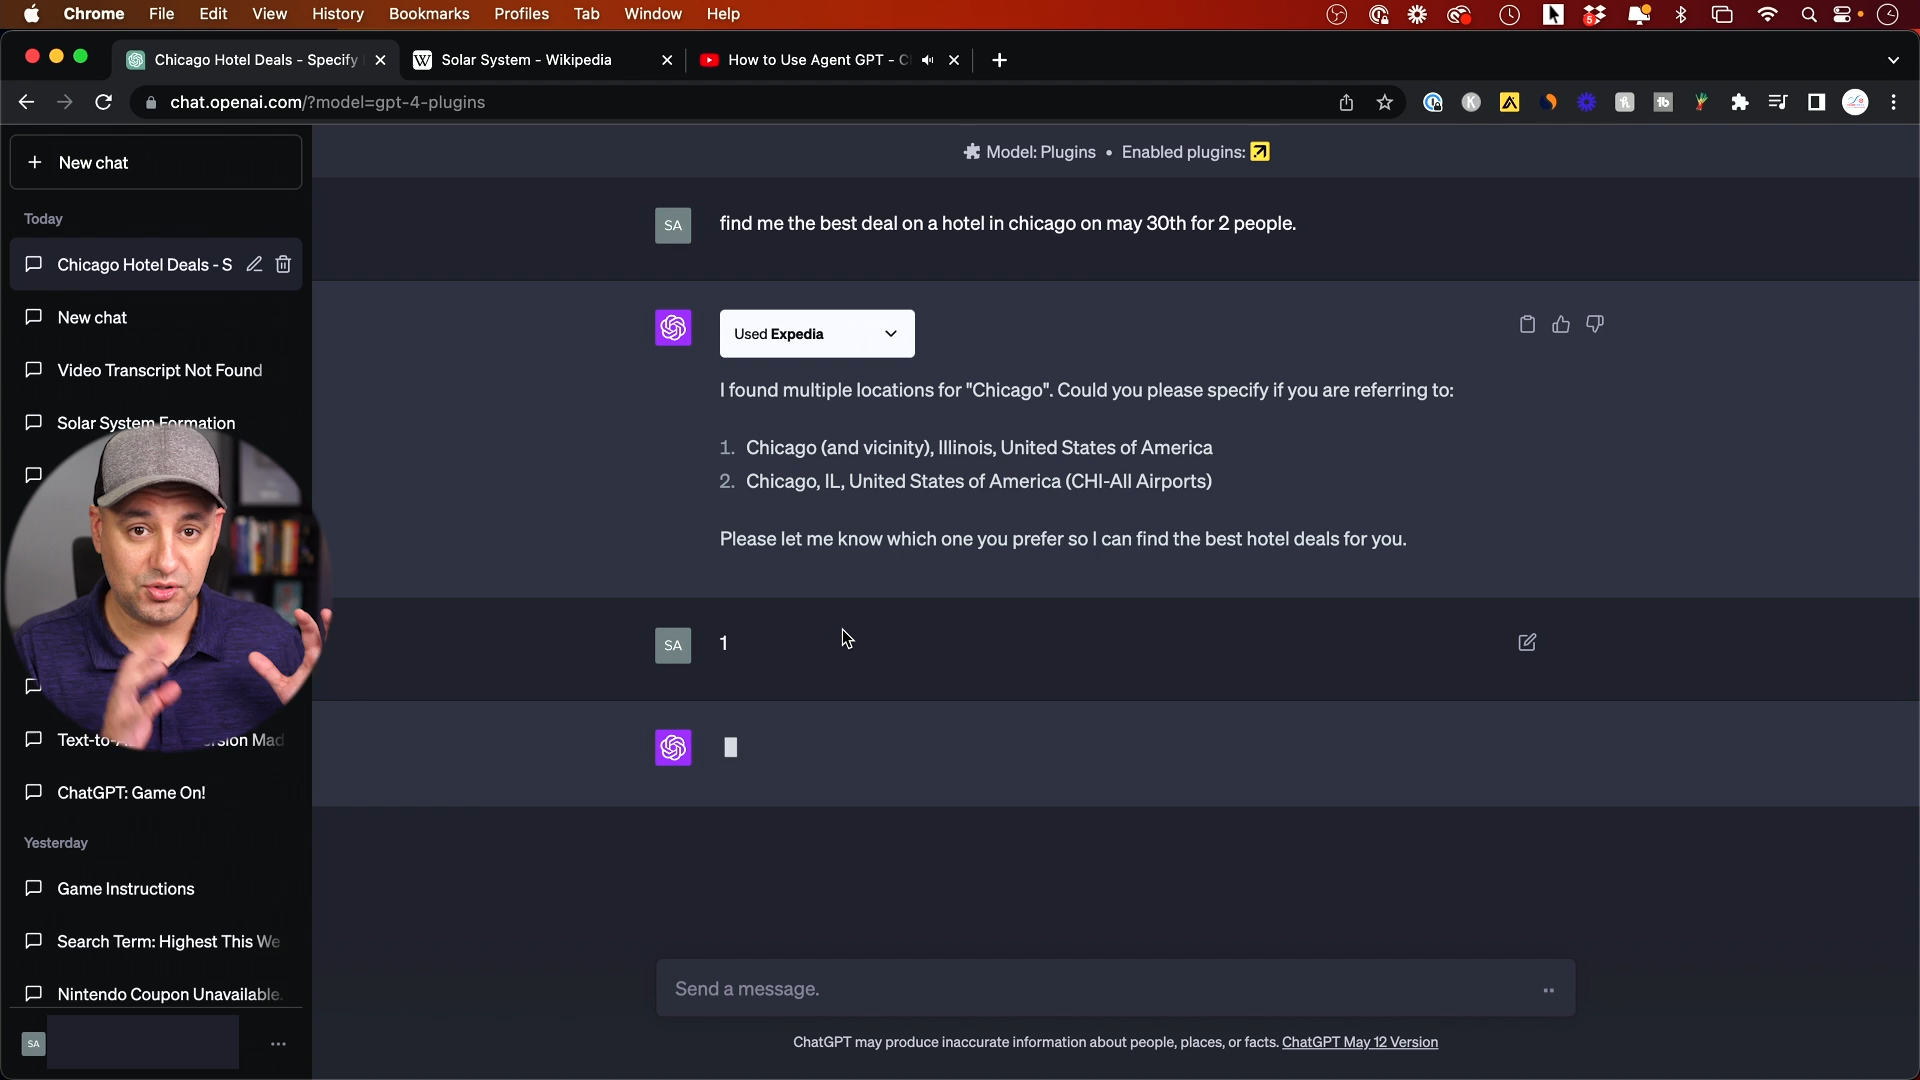 Chrome File Edit View History Bookmarks Profiles Tab Window Help
5
Chicago Hotel Deals - Specify
W Solar System - Wikipedia
How to Use Agent GPT - C
chat.openai.com/?model=gpt-4-plugins
K
tb
New chat
Model: Plugins • Enabled plugins:
Today
SA find me the best deal on a hotel in chicago on may 30th for 2 people.
Chicago Hotel Deals - S
New chat
Used Expedia
Video Transcript Not Found
I found multiple locations for "Chicago". Could you please specify if you are referring to:
Solar System Formation
1. Chicago (and vicinity), Illinois, United States of America
2. Chicago, IL, United States of America (CHI-All Airports)
Please let me know which one you prefer so I can find the best hotel deals for you.
SA 1
Text-to-
sion Mad
ChatGPT: Game On!
Yesterday
Game Instructions
Search Term: Highest This We
Nintendo Coupon Unavailable.
Send a message.
SA
ChatGPT may produce inaccurate information about people, places, or facts. ChatGPT May 12 Version